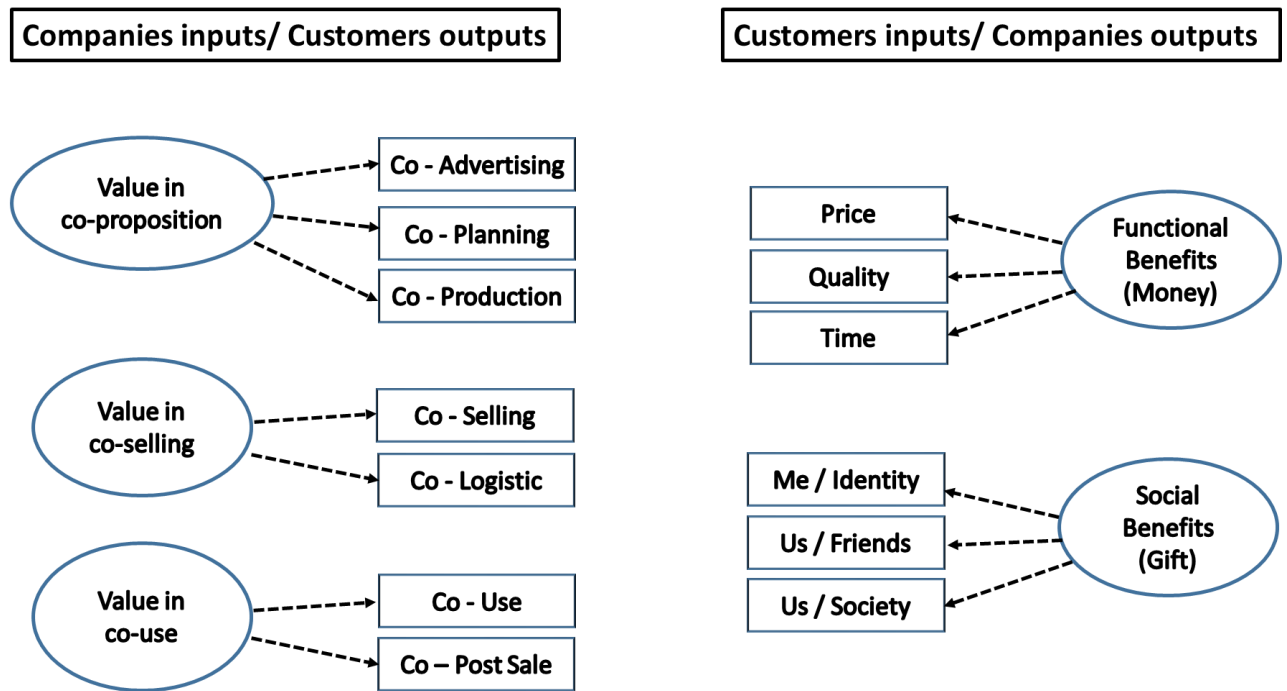 Companies inputs/ Customers outputs
Customers inputs/ Companies outputs
Value in
co-proposition
Co - Advertising
Co - Planning
Co - Production
Value in
co-selling
Co - Selling
Co - Logistic
Value in
co-use
Co - Use
Co – Post Sale
Price
Quality
Time
Functional
Benefits
(Money)
Me / Identity
Us / Friends
Us / Society
Social
Benefits
(Gift)